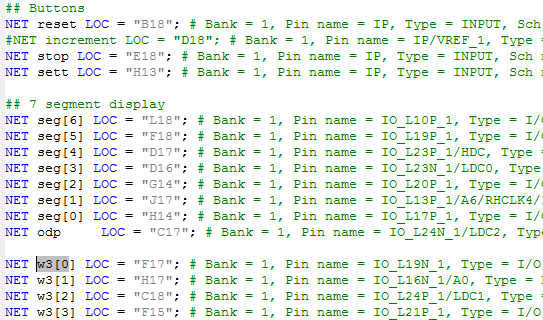 ## Buttons
NET reset LOC = "B18"; # Bank = 1, Pin name = IP, Type = INPUT, Sch
#NET increment LOC = "D18"; # Bank = 1, Pin name = IP/VREF_1, Type =
NET stop LOC = "E18"; # Bank = 1, Pin name = IP, Type = INPUT, Sch
NET sett LOC = "H13"; # Bank = 1, Pin name = IP, Type = INPUT, Sch
## 7 segment display
NET seg[6] LOC = "L18"; # Bank = 1, Pin name = IO_L10P_1, Type = I/O
NET seg[5] LOC = "F18"; # Bank = 1, Pin name = IO_L19P_1, Type = I/O
NET seg[4] LOC = "D17"; # Bank = 1, Pin name = IO_L23P_1/HDC, Type =
NET seg[3] LOC = "D16"; # Bank = 1, Pin name = IO_L23N_1/LDC0, Type
NET seg[2] LOC = "G14"; # Bank = 1, Pin name = IO_L20P_1, Type = I/O
NET seg[1] LOC = "J17"; # Bank = 1, Pin name = IO_L13P_1/A6/RHCLK4/
NET seg[0] LOC = "H14"; # Bank = 1, Pin name = IO_L17P_1, Type = I/O
NET odp LOC = "C17"; # Bank = 1, Pin name = IO_L24N_1/LDC2, Type
NET w3[0] LOC = "F17"; # Bank = 1, Pin name = IO_L19N_1, Type = I/O
NET w3[1] LOC = "H17"; # Bank = 1, Pin name = IO_L16N_1/A0, Type =
NET w3[2] LOC = "C18"; # Bank = 1, Pin name = IO_L24P_1/LDC1, Type =
NET w3[3] LOC = "F15"; # Bank = 1, Pin name = IO_L21P_1, Type = I/O